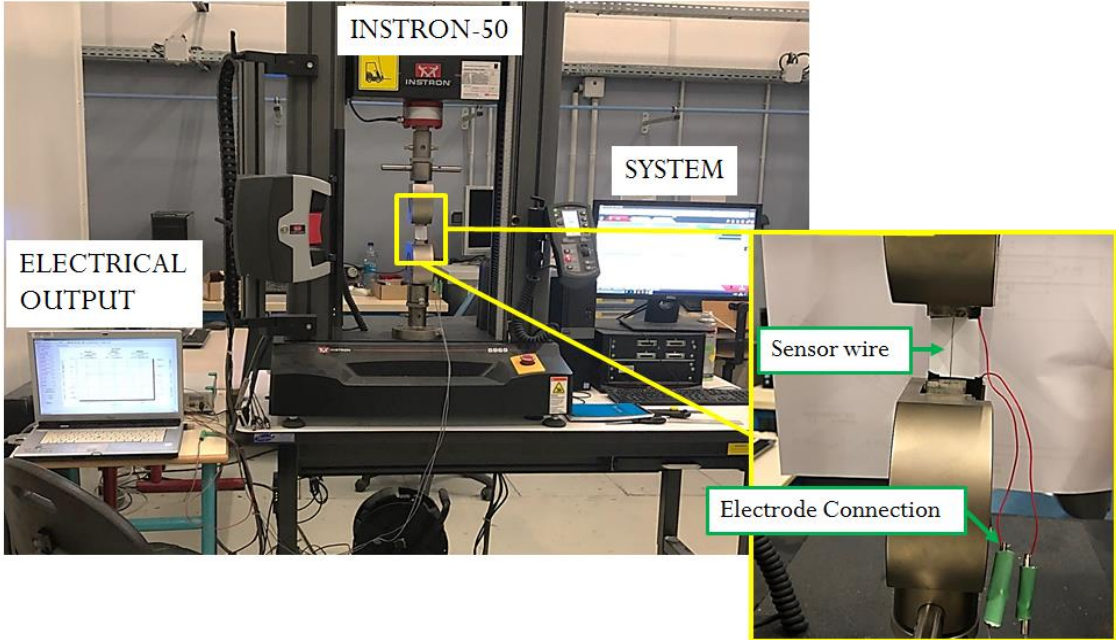 INSTRON-50
INSTRON
SYSTEM
ELECTRICAL
OUTPUT
INSTRON
Sensor wire
Electrode Connection